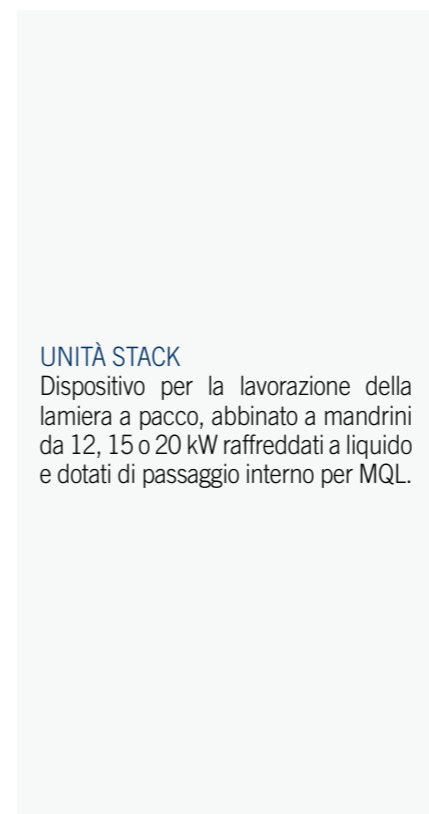 UNITÀ STACK
Dispositivo per la lavorazione della
lamiera a pacco, abbinato a mandrini
da 12, 15 o 20 kW raffreddati a liquido
e dotati di passaggio interno per MQL.